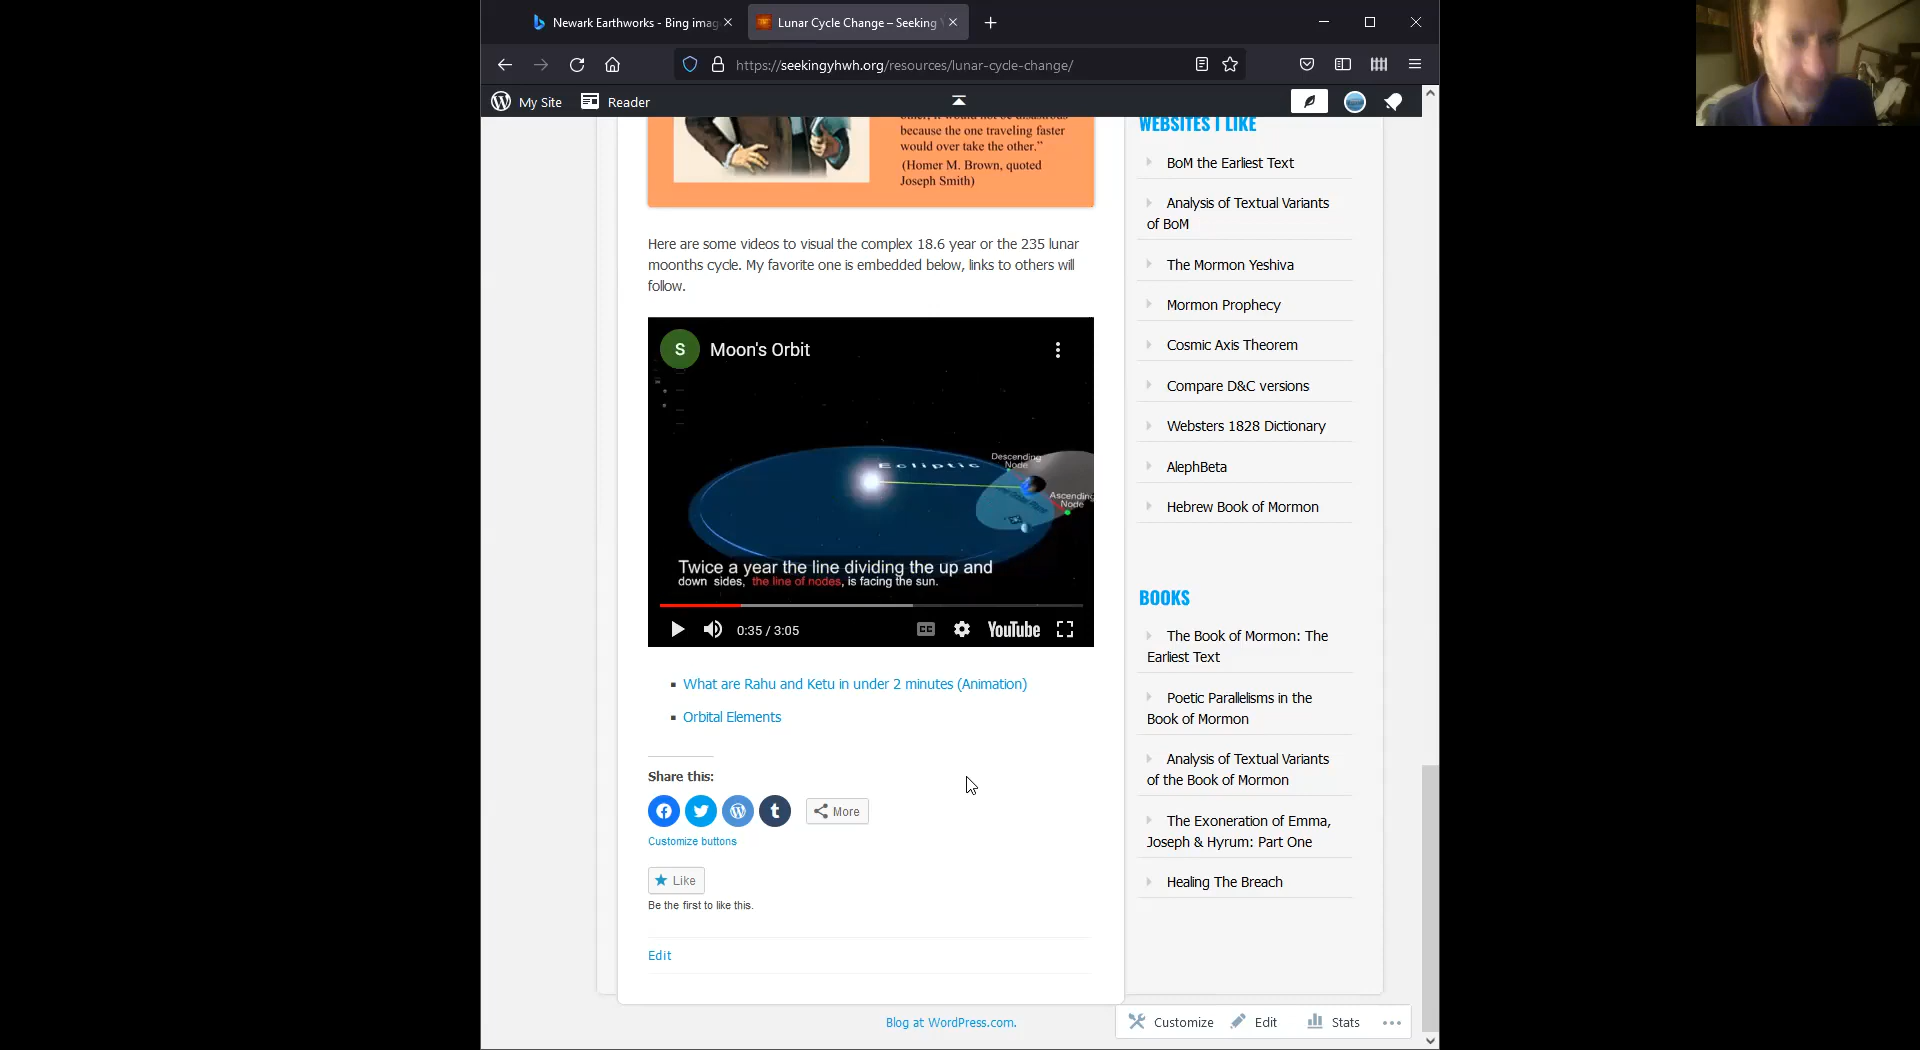 Newark Earthworks - Bing imag
Lunar Cycle Change – Seeking
https://seekingyhwh.org/resources/lunar-cycle-change/
My Site
Reader
because the one traveling faster
would over take the other.”
(Homer M. Brown, quoted
Joseph Smith)
Here are some videos to visual the complex 18.6 year or the 235 lunar
moonths cycle. My favorite one is embedded below, links to others will
follow.
S
Moon's Orbit
Ecliptic
Descending
Node
Ascending
Node
Twice a year the line dividing the up and
down sides, the line of nodes, is facing the sun.
0:35 / 3:05
CC
YouTube
What are Rahu and Ketu in under 2 minutes (Animation)
Orbital Elements
Share this:
More
Customize buttons
Like
Be the first to like this.
Edit
WEBSITES I LIKE
BoM the Earliest Text
Analysis of Textual Variants
of BoM
The Mormon Yeshiva
Mormon Prophecy
Cosmic Axis Theorem
Compare D&C versions
Websters 1828 Dictionary
AlephBeta
Hebrew Book of Mormon
BOOKS
The Book of Mormon: The
Earliest Text
Poetic Parallelisms in the
Book of Mormon
Analysis of Textual Variants
of the Book of Mormon
The Exoneration of Emma,
Joseph & Hyrum: Part One
Healing The Breach
Blog at WordPress.com.
Customize
Edit
Stats